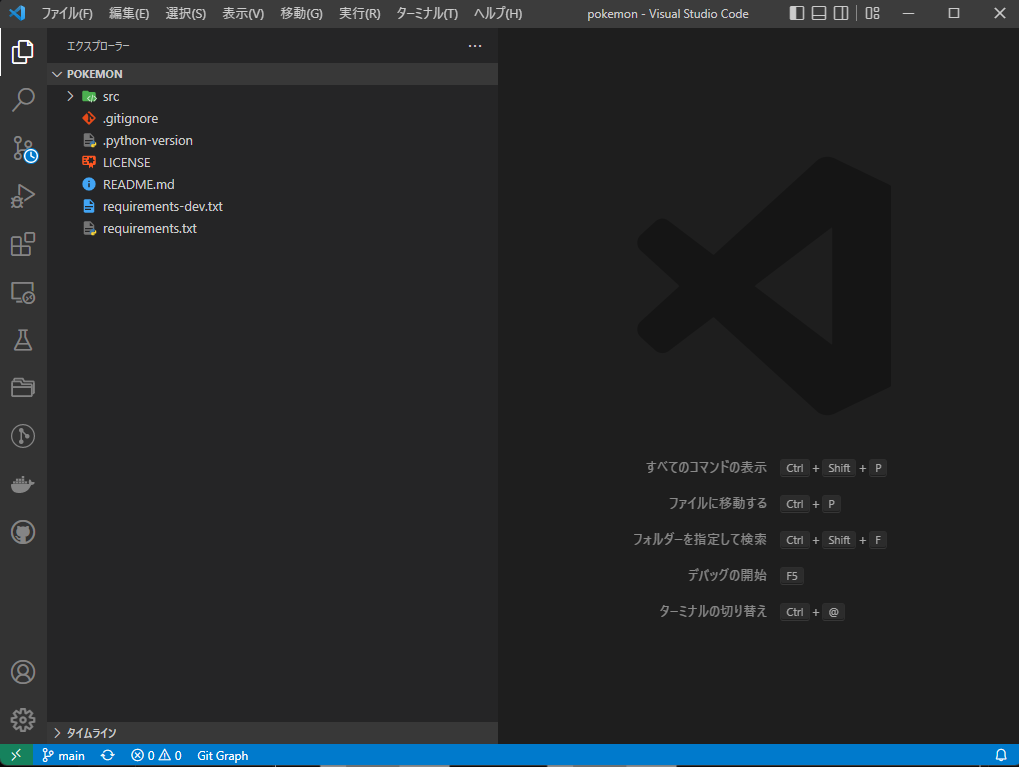 ファイル(F) 編集(E) 選択(S) 表示(V) 移動(G) 実行(R) ターミナル(T) ヘルプ(H) pokemon - Visual Studio Code
エクスプローラー
POKEMON
src
.gitignore
.python-version
LICENSE
README.md
requirements-dev.txt
requirements.txt
すべてのコマンドの表示 Ctrl + Shift + P
ファイルに移動する Ctrl + P
フォルダーを指定して検索 Ctrl + Shift + F
デバッグの開始 F5
ターミナルの切り替え Ctrl + @
タイムライン
main 0 0 Git Graph